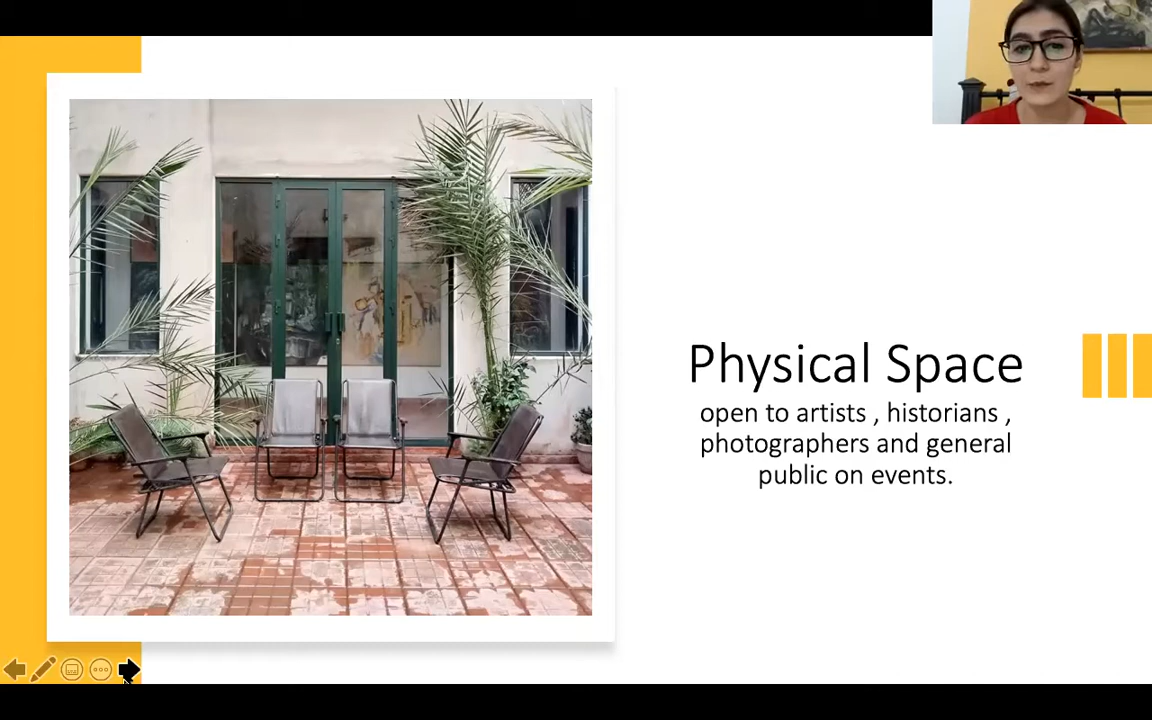 Physical Space
open to artists , historians ,
photographers and general
public on events.